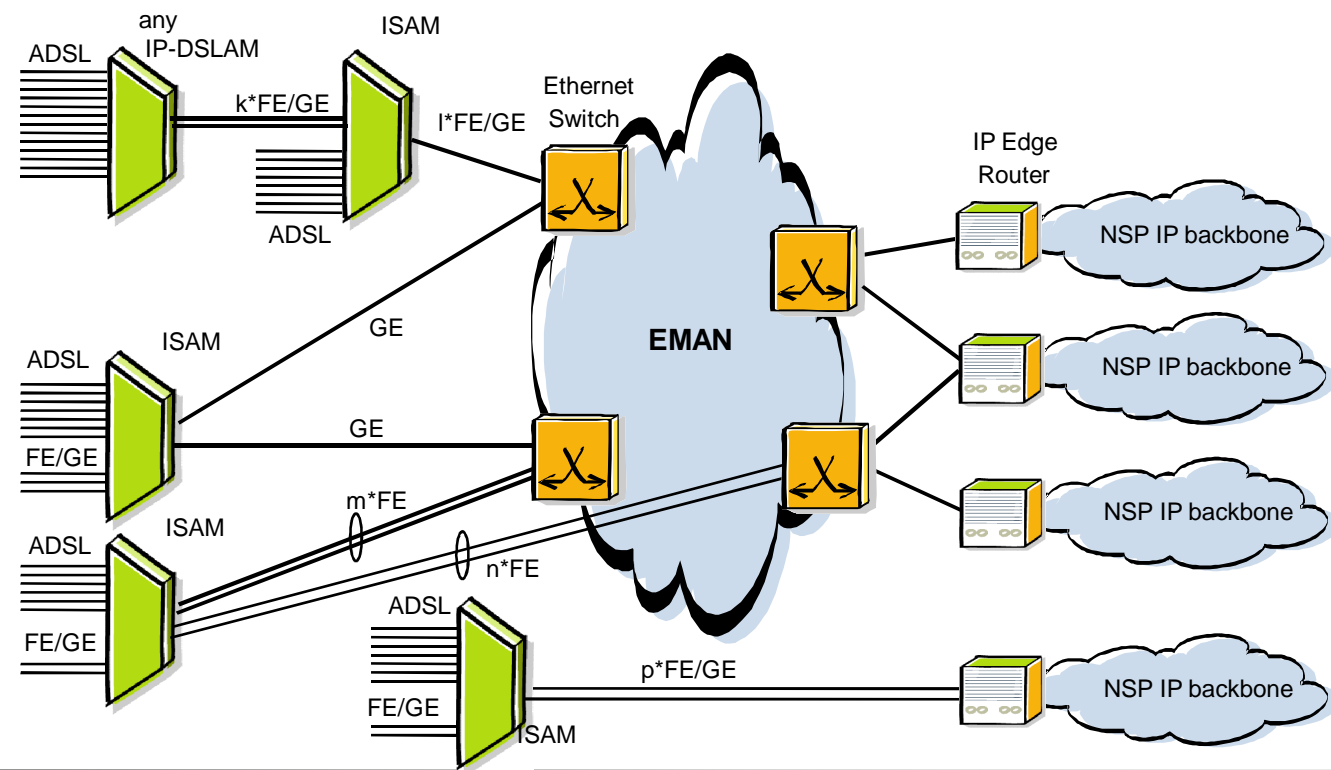 any
IP-DSLAM
ADSL
ISAM
k*FE/GE
l*FE/GE
ADSL
Ethernet
Switch
IP Edge
Router
NSP IP backbone
GE
ISAM
ADSL
EMAN
NSP IP backbone
GE
FE/GE
m*FE
ISAM
ADSL
n*FE
NSP IP backbone
FE/GE
ADSL
p*FE/GE
FE/GE
ISAM
NSP IP backbone